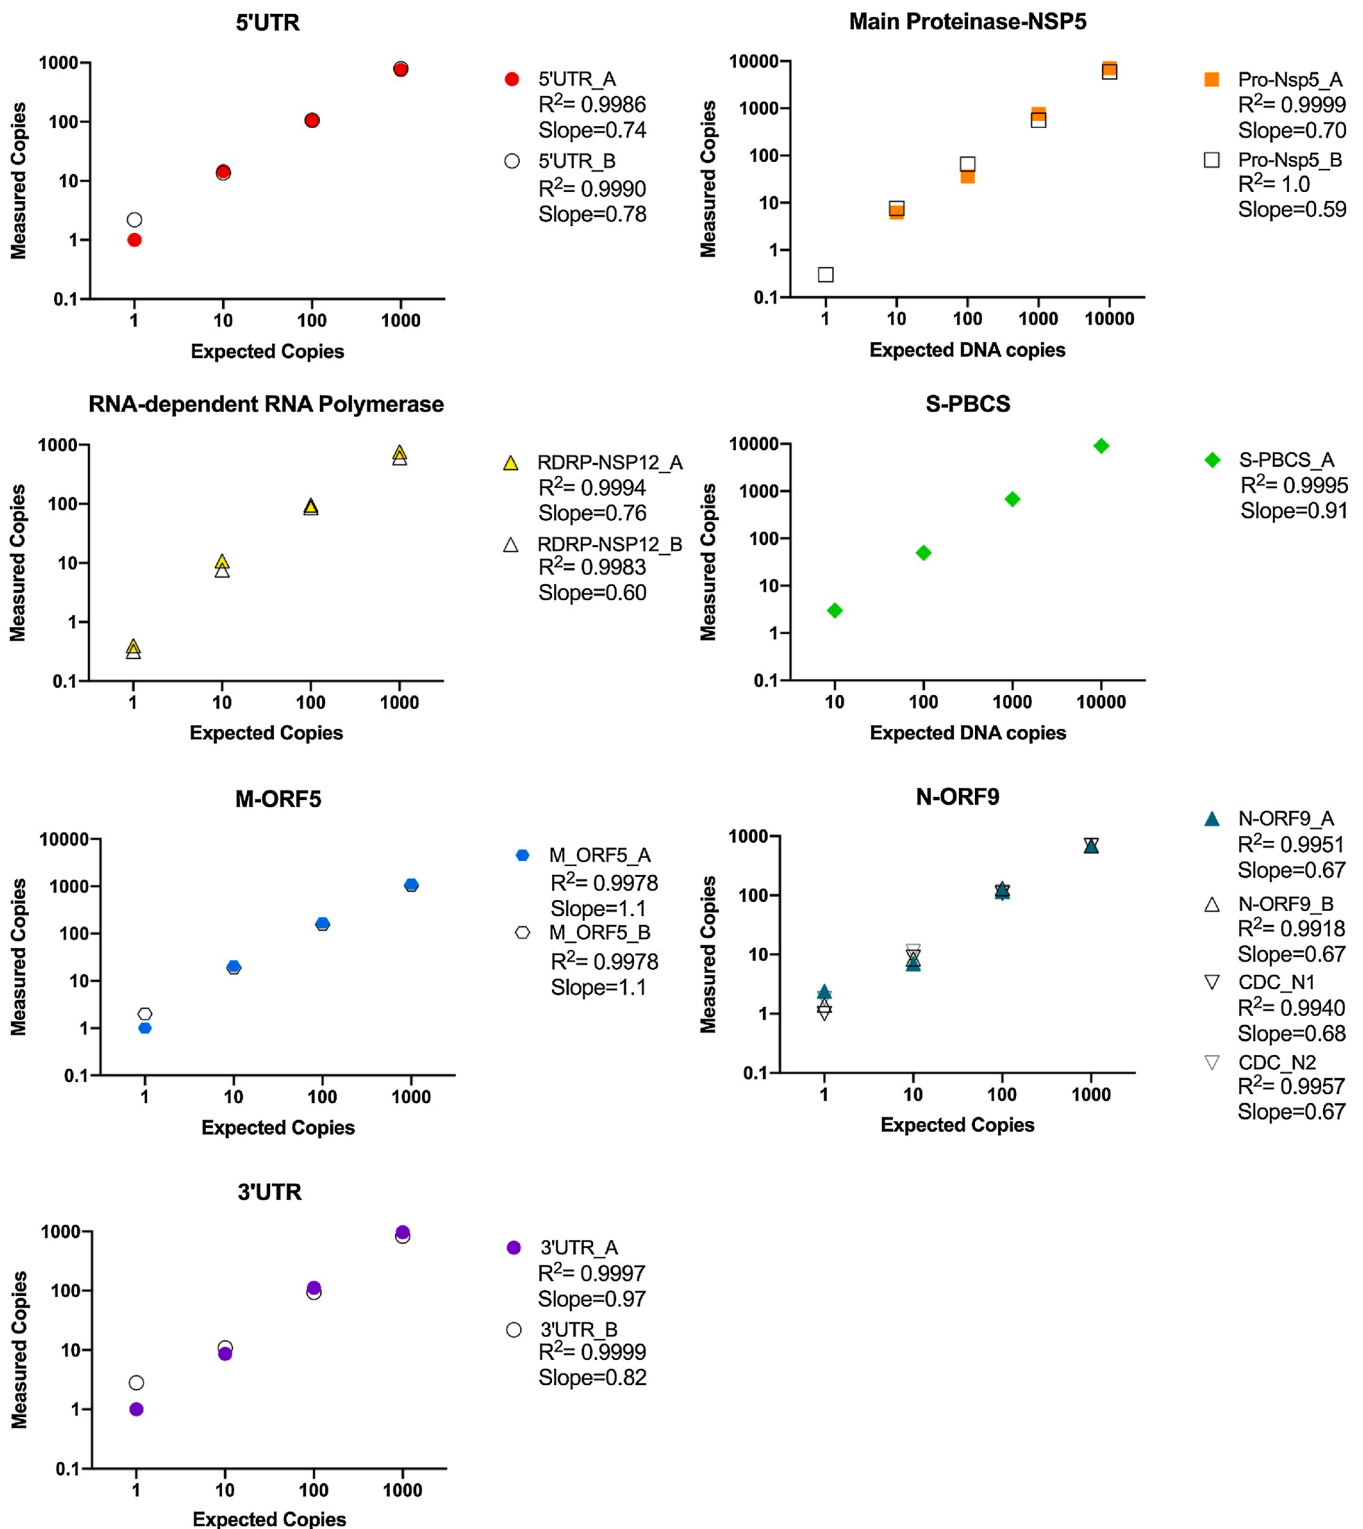 5'UTR
Measured Copies
1000
100
10
1
0.1
1 10 100 1000
Expected Copies
5'UTR_A
R²= 0.9986
Slope=0.74
5'UTR_B
R²= 0.9990
Slope=0.78
Main Proteinase-NSP5
Measured Copies
10000
1000
100
10
1
0.1
1 10 100 1000 10000
Expected DNA copies
Pro-Nsp5_A
R²= 0.9999
Slope=0.70
Pro-Nsp5_B
R²= 1.0
Slope=0.59
RNA-dependent RNA Polymerase
Measured Copies
1000
100
10
1
0.1
1 10 100 1000
Expected Copies
RDRP-NSP12_A
R²= 0.9994
Slope=0.76
RDRP-NSP12_B
R²= 0.9983
Slope=0.60
S-PBCS
Measured Copies
10000
1000
100
10
1
0.1
10 100 1000 10000
Expected DNA copies
S-PBCS_A
R²= 0.9995
Slope=0.91
M-ORF5
Measured Copies
10000
1000
100
10
1
0.1
1 10 100 1000
Expected Copies
M_ORF5_A
R²= 0.9978
Slope=1.1
M_ORF5_B
R²= 0.9978
Slope=1.1
N-ORF9
Measured Copies
1000
100
10
1
0.1
1 10 100 1000
Expected Copies
N-ORF9_A
R²= 0.9951
Slope=0.67
N-ORF9_B
R²= 0.9918
Slope=0.67
CDC_N1
R²= 0.9940
Slope=0.68
CDC_N2
R²= 0.9957
Slope=0.67
3'UTR
Measured Copies
1000
100
10
1
0.1
1 10 100 1000
Expected Copies
3'UTR_A
R²= 0.9997
Slope=0.97
3'UTR_B
R²= 0.9999
Slope=0.82